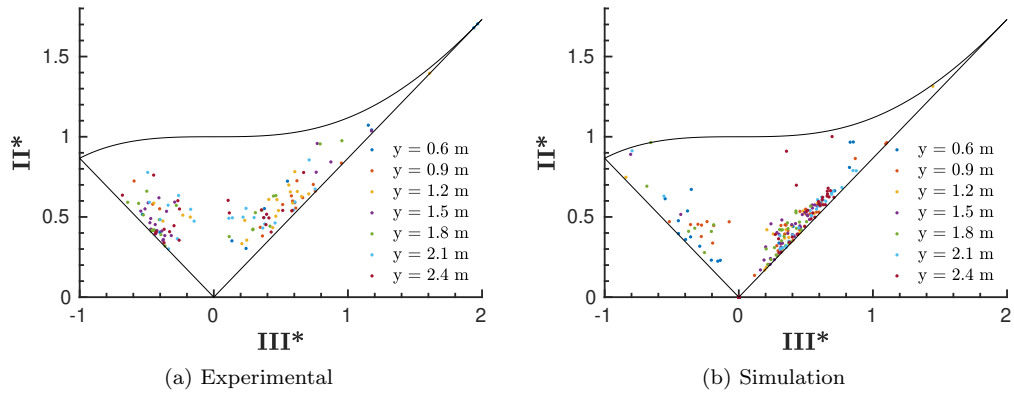 II*
1.5
1
0.5
0
-1
0
1
2
III*
y = 0.6 m
y = 0.9 m
y = 1.2 m
y = 1.5 m
y = 1.8 m
y = 2.1 m
y = 2.4 m
(a) Experimental
II*
1.5
1
0.5
0
-1
0
1
2
III*
y = 0.6 m
y = 0.9 m
y = 1.2 m
y = 1.5 m
y = 1.8 m
y = 2.1 m
y = 2.4 m
(b) Simulation